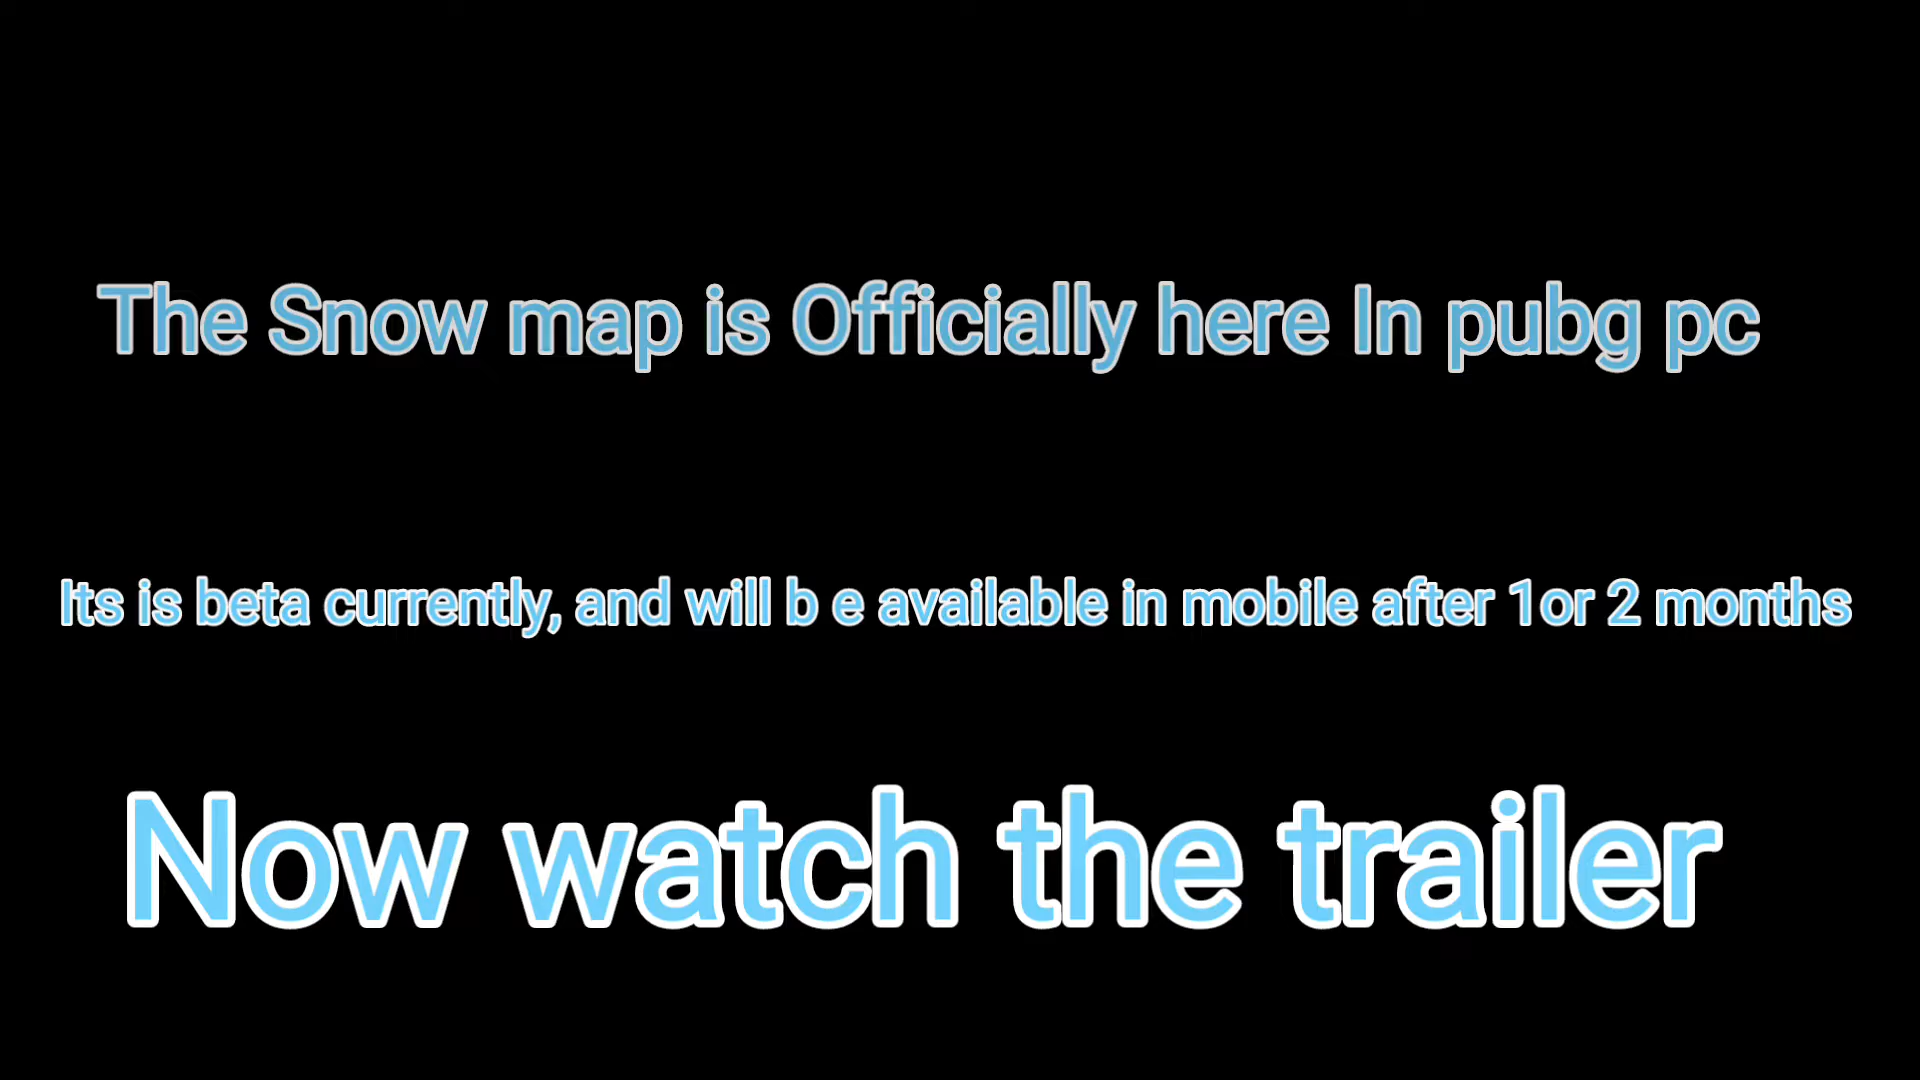 The Snow map is Officially here In pubg pc
Its is beta currently, and will b e available in mobile after 1or 2 months
Now watch the trailer